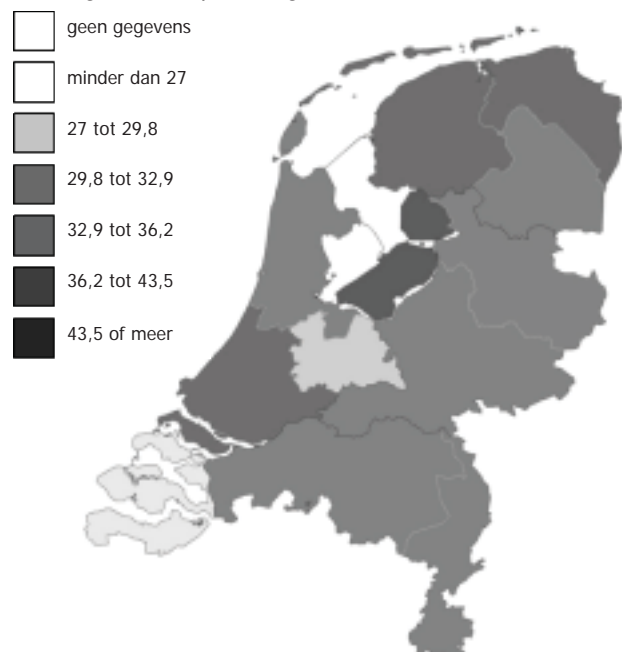 geen gegevens
minder dan 27
27 tot 29,8
29,8 tot 32,9
32,9 tot 36,2
36,2 tot 43,5
43,5 of meer